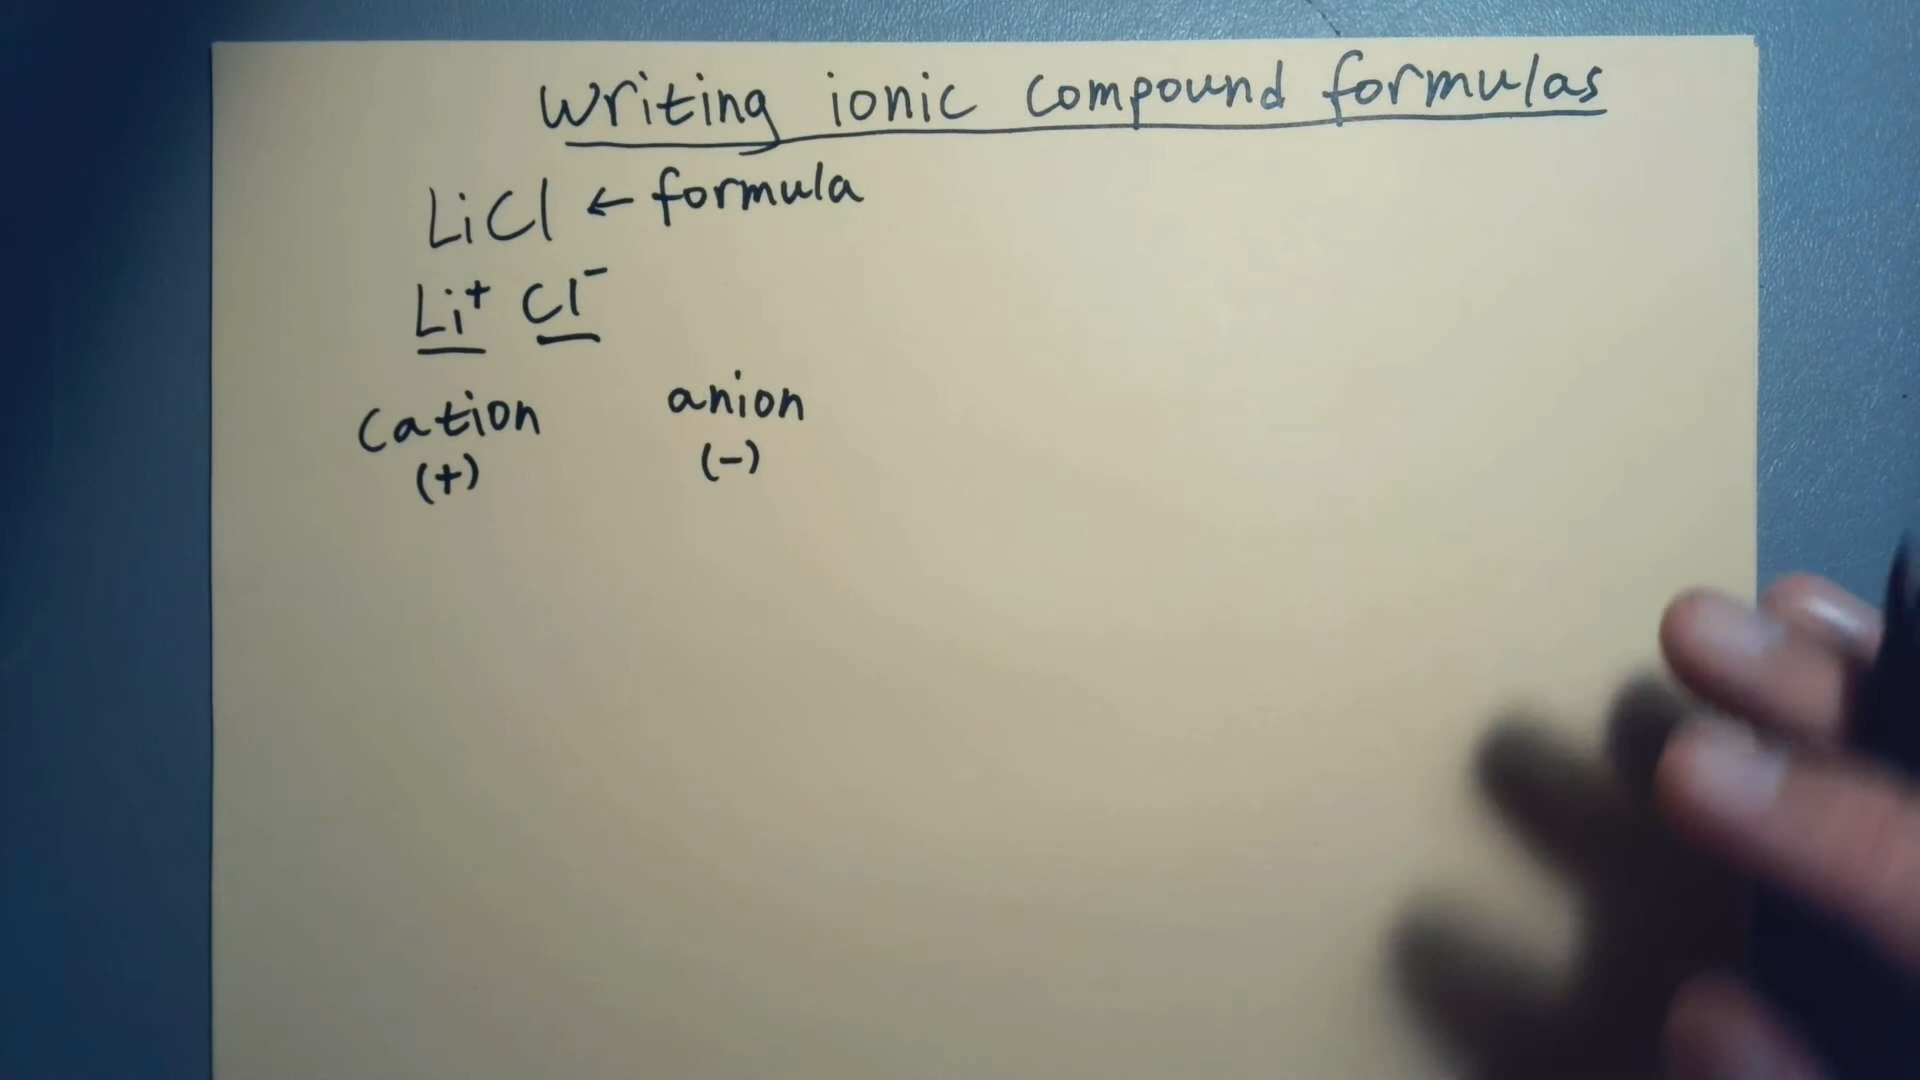 Writing ionic compound formulas
LiCl ← formula
Li⁺ Cl⁻
Cation anion
(+) (-)